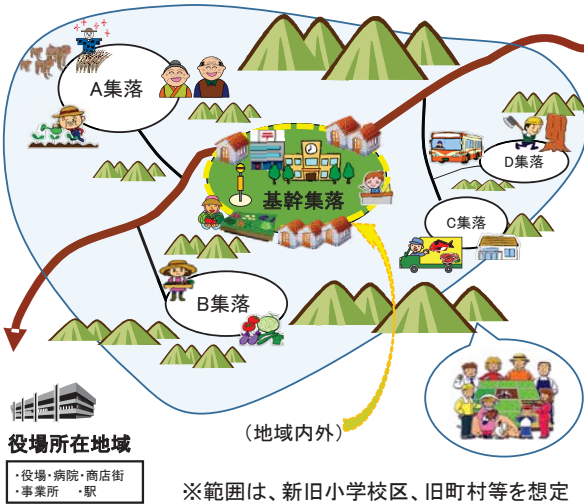 A集落
D集落
基幹集落
C集落
B集落
(地域内外)
役場所在地域
・役場・病院・商店街
・事業所 ・駅
※範囲は、新旧小学校区、旧町村等を想定